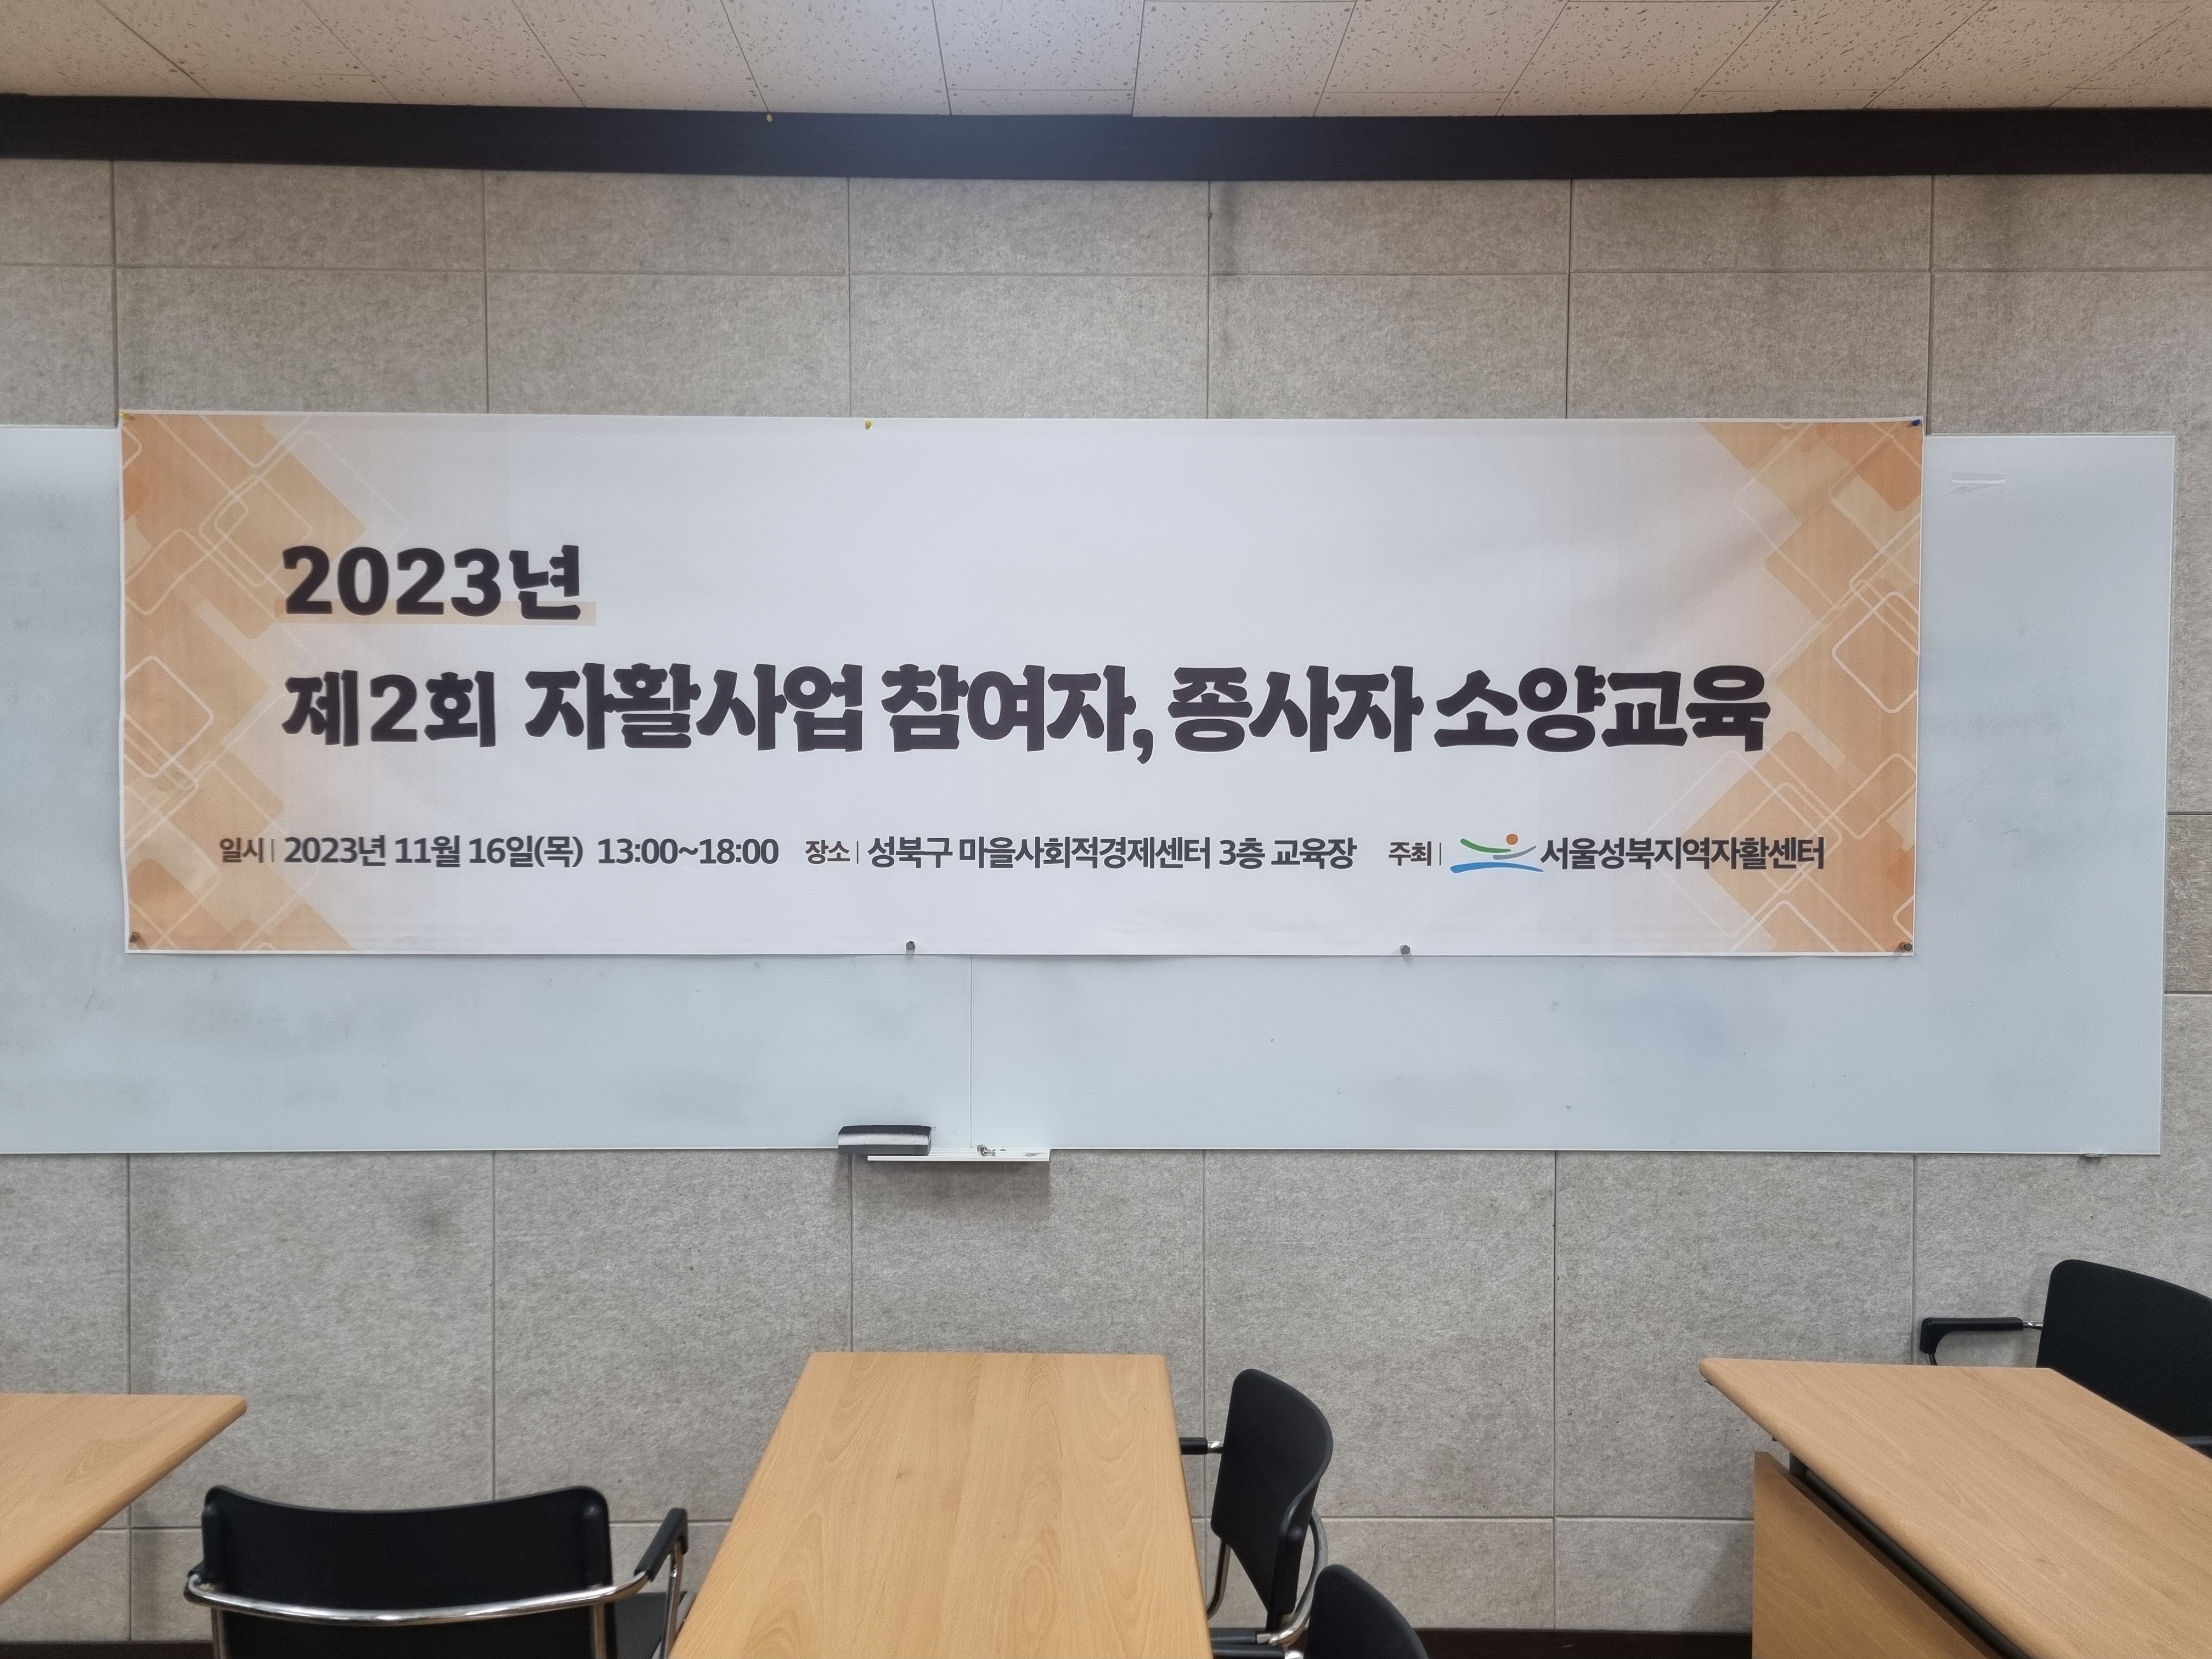 2023년
제2회 자활사업 참여자, 종사자 소양교육
일시 | 2023년 11월 16일(목) 13:00~18:00 장소 | 성북구 마을사회적경제센터 3층 교육장 주최 | 서울성북지역자활센터